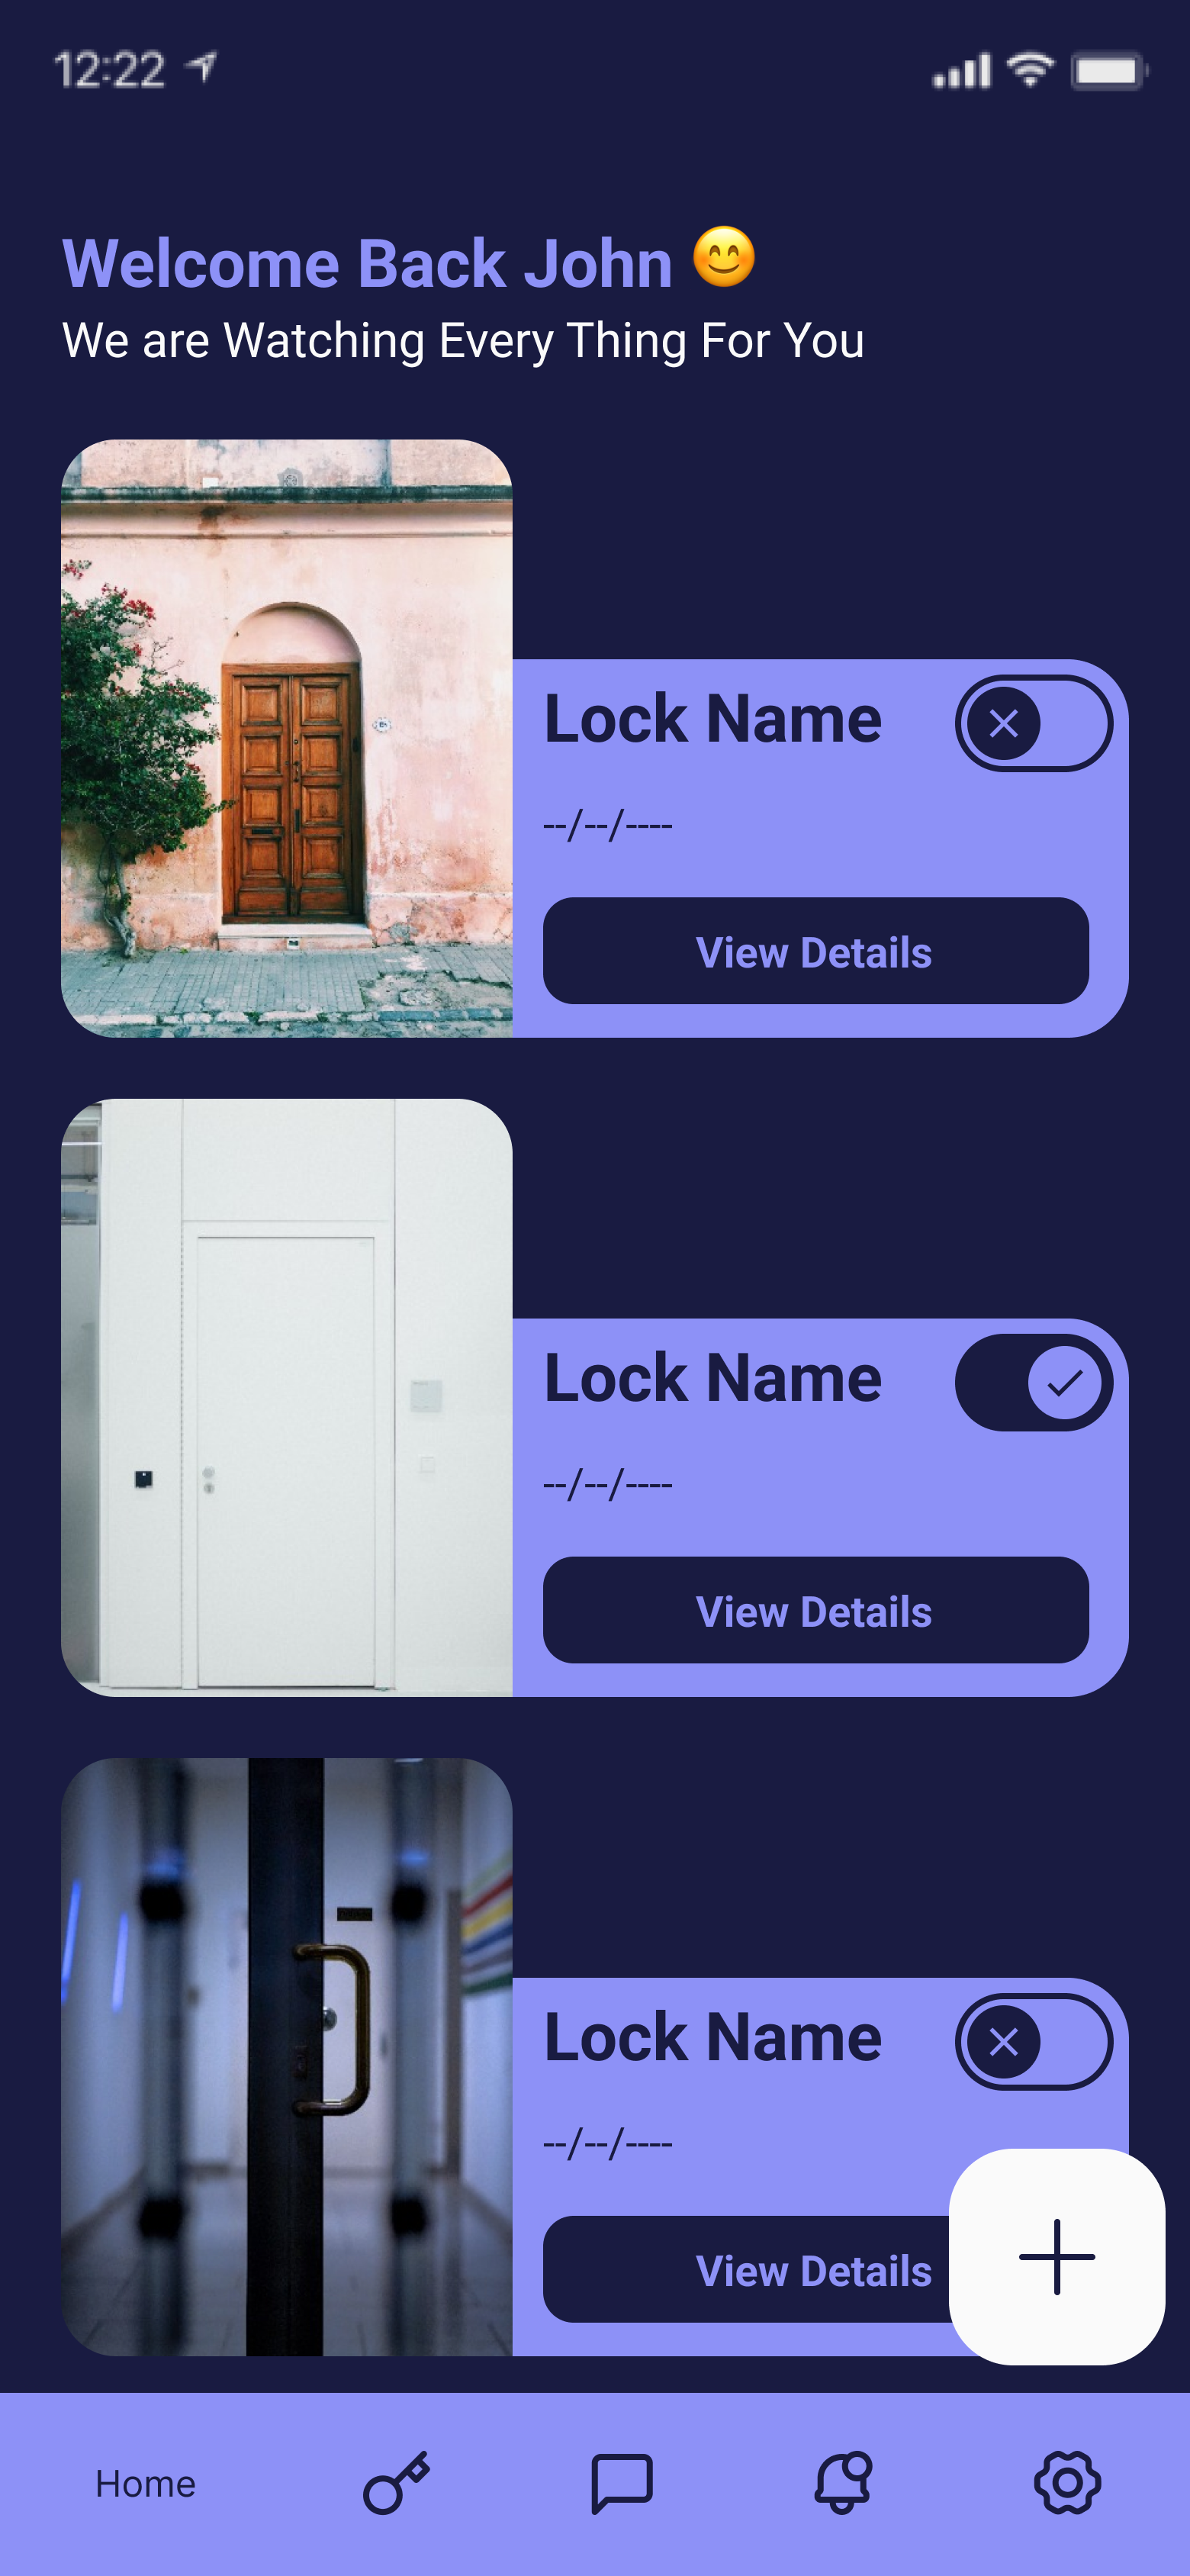 12:22
Welcome Back John 😊
We are Watching Every Thing For You
Lock Name
--/--/----
View Details
Lock Name
--/--/----
View Details
Lock Name
--/--/----
View Details
Home